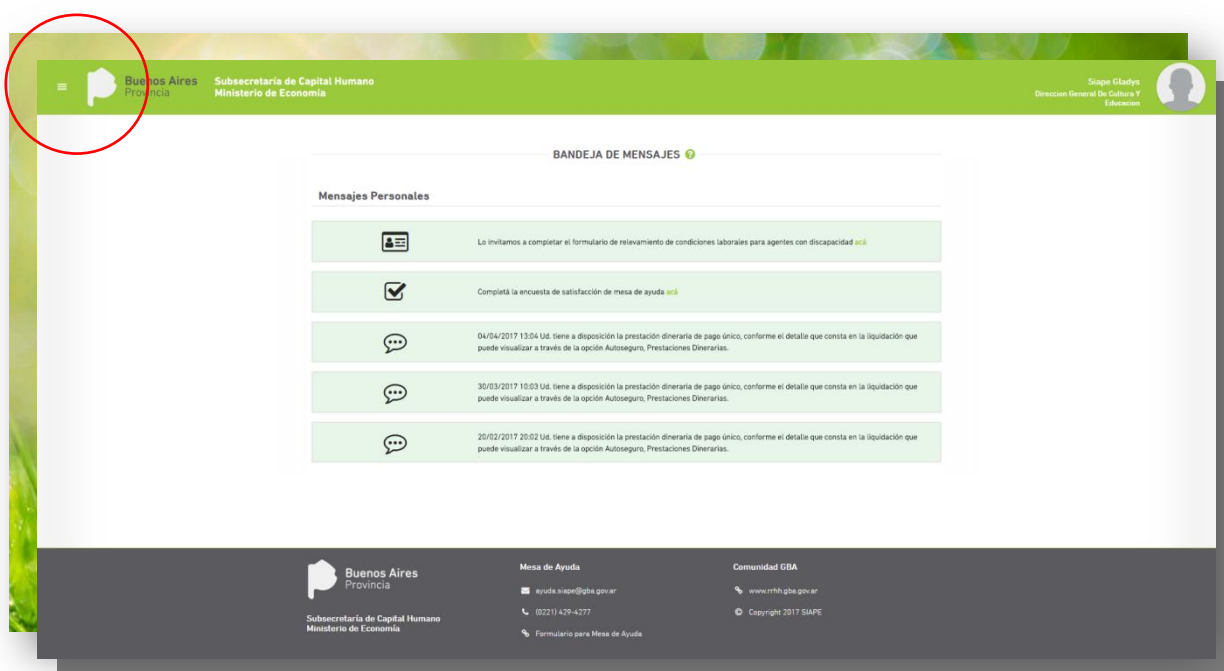 Buenos Aires
Provincia
Subsecretaría de Capital Humano
Ministerio de Economía
Siape Gladys
Direccion General De Cultura Y
Educacion
BANDEJA DE MENSAJES ?
Mensajes Personales
Lo invitamos a completar el formulario de relevamiento de condiciones laborales para agentes con discapacidad acá
Completá la encuesta de satisfacción de mesa de ayuda acá
04/04/2017 13:04 Ud. tiene a disposición la prestación dineraria de pago único, conforme el detalle que consta en la liquidación que
puede visualizar a través de la opción Autoseguro, Prestaciones Dinerarias.
30/03/2017 10:03 Ud. tiene a disposición la prestación dineraria de pago único, conforme el detalle que consta en la liquidación que
puede visualizar a través de la opción Autoseguro, Prestaciones Dinerarias.
20/02/2017 20:02 Ud. tiene a disposición la prestación dineraria de pago único, conforme el detalle que consta en la liquidación que
puede visualizar a través de la opción Autoseguro, Prestaciones Dinerarias.
Buenos Aires
Provincia
Subsecretaría de Capital Humano
Ministerio de Economía
Mesa de Ayuda
ayuda.siape@gba.gov.ar
(0221) 429-4277
Formulario para Mesa de Ayuda
Comunidad GBA
www.rrhh.gba.gov.ar
© Copyright 2017 SIAPE